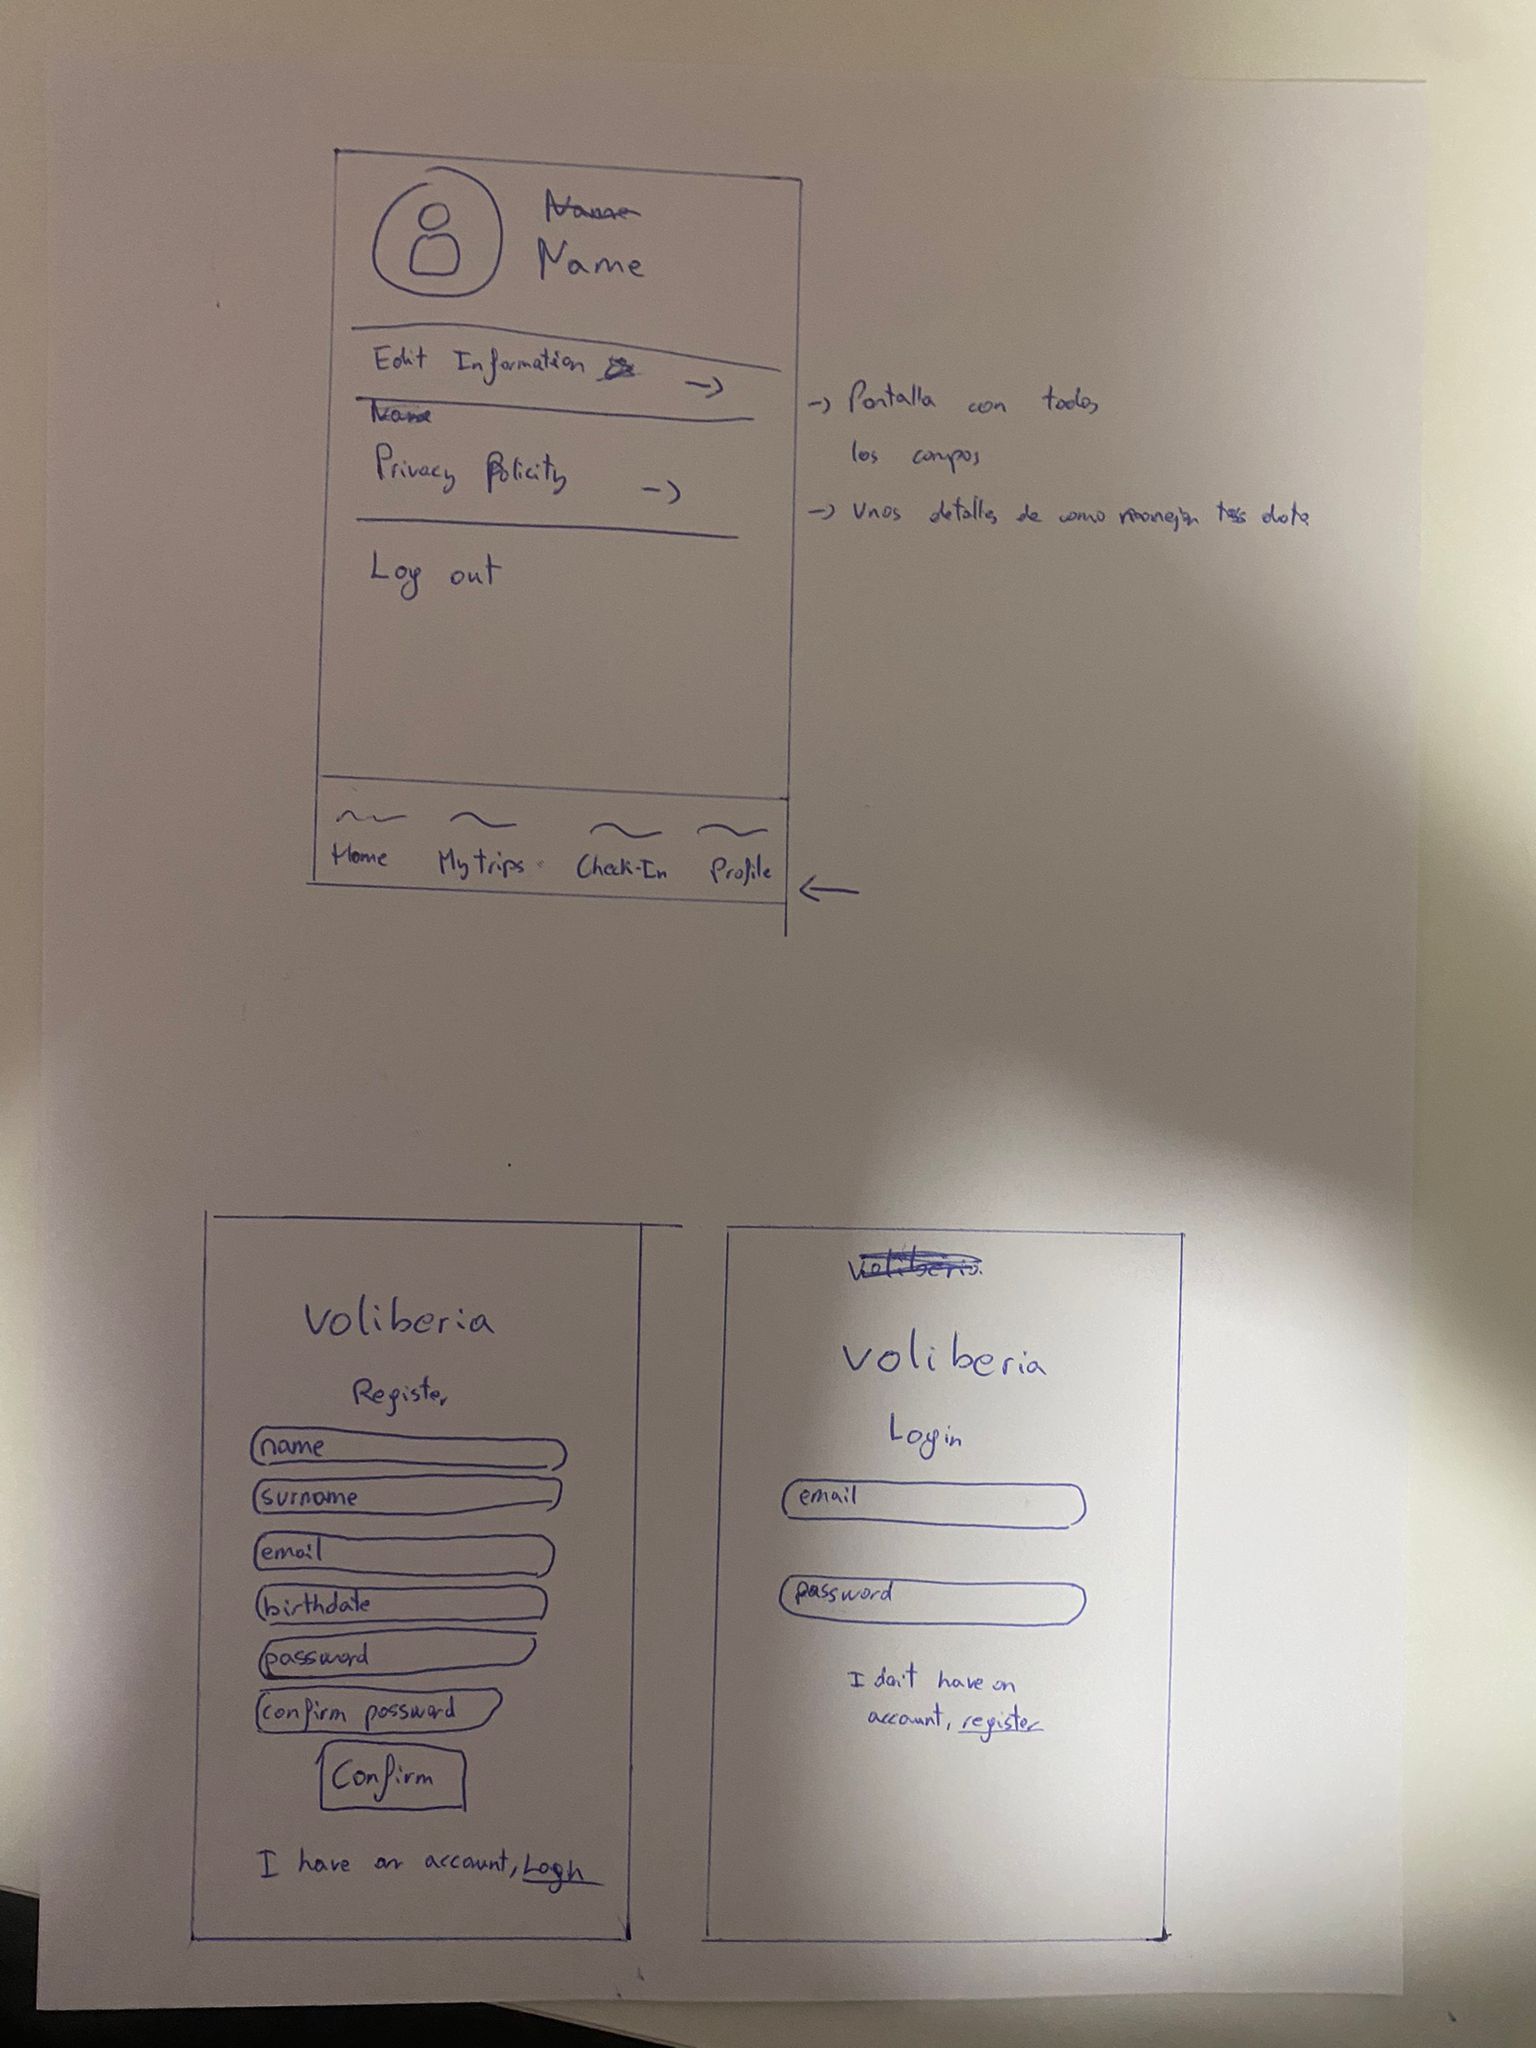 Name
Name
Edit Information
→
→ Pantalla con todos
los campos
Name
Privacy Policity →
→ Unos detalles de como manejan tus data
Log out
Home My trips Check-In Profile
←
Voliberia
Register
name
surname
email
birthdate
password
confirm password
Confirm
I have an account, Login
Voliberia
Voliberia
Login
email
password
I don't have an
account, register